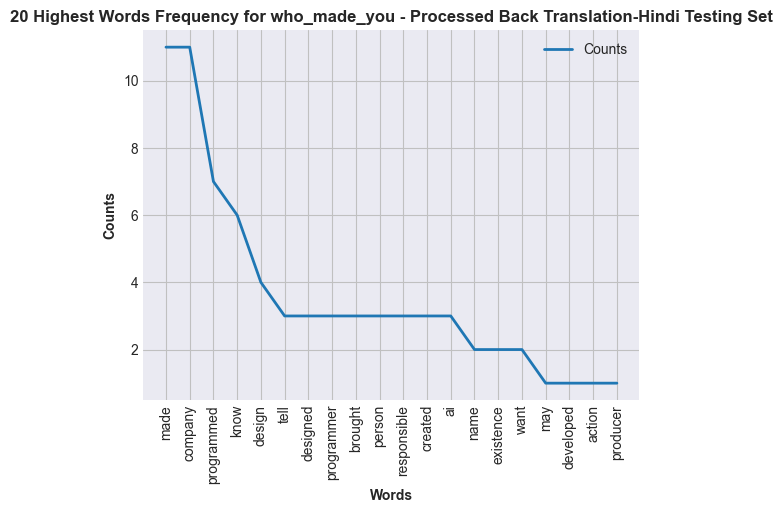 20 Highest Words Frequency for who_made_you - Processed Back Translation-Hindi Testing Set
Counts
10
8
6
4
2
Counts
made
company
programmed
know
design
tell
designed
programmer
brought
person
responsible
created
ai
name
existence
want
may
developed
action
producer
Words